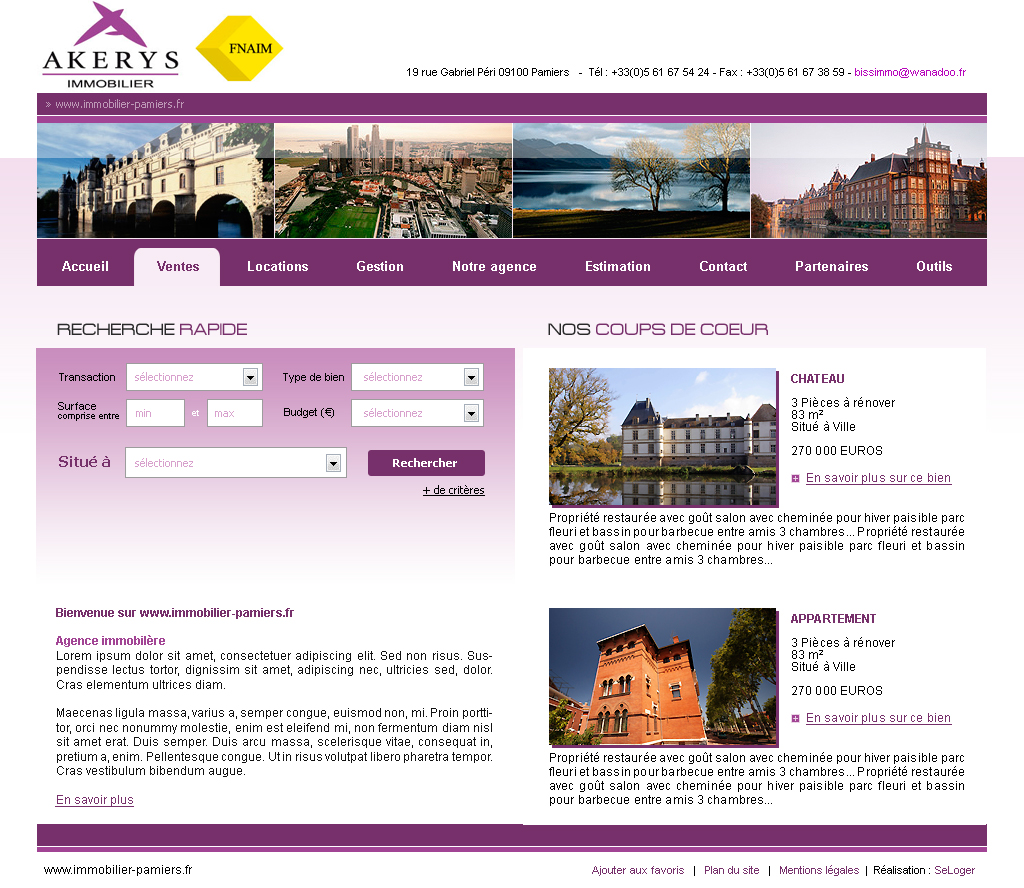 AKERYS
IMMOBILIER
FNAIM
19 rue Gabriel Péri 09100 Pamiers - Tél : +33(0)5 61 67 54 24 - Fax : +33(0)5 61 67 38 59 - bissimmo@wanadoo.fr
» www.immobilier-pamiers.fr
Accueil Ventes Locations Gestion Notre agence Estimation Contact Partenaires Outils
RECHERCHE RAPIDE
Transaction sélectionnez Type de bien sélectionnez
Surface
comprise entre min et max Budget (€) sélectionnez
Situé à sélectionnez Rechercher
+ de critères
Bienvenue sur www.immobilier-pamiers.fr
Agence immobilère
Lorem ipsum dolor sit amet, consectetuer adipiscing elit. Sed non risus. Sus-
pendisse lectus tortor, dignissim sit amet, adipiscing nec, ultricies sed, dolor.
Cras elementum ultrices diam.
Maecenas ligula massa, varius a, semper congue, euismod non, mi. Proin portti-
tor, orci nec nonummy molestie, enim est eleifend mi, non fermentum diam nisl
sit amet erat. Duis semper. Duis arcu massa, scelerisque vitae, consequat in,
pretium a, enim. Pellentesque congue. Ut in risus volutpat libero pharetra tempor.
Cras vestibulum bibendum augue.
En savoir plus
NOS COUPS DE COEUR
CHATEAU
3 Pièces à rénover
83 m²
Situé à Ville
270 000 EUROS
En savoir plus sur ce bien
Propriété restaurée avec goût salon avec cheminée pour hiver paisible parc
fleuri et bassin pour barbecue entre amis 3 chambres... Propriété restaurée
avec goût salon avec cheminée pour hiver paisible parc fleuri et bassin
pour barbecue entre amis 3 chambres...
APPARTEMENT
3 Pièces à rénover
83 m²
Situé à Ville
270 000 EUROS
En savoir plus sur ce bien
Propriété restaurée avec goût salon avec cheminée pour hiver paisible parc
fleuri et bassin pour barbecue entre amis 3 chambres... Propriété restaurée
avec goût salon avec cheminée pour hiver paisible parc fleuri et bassin
pour barbecue entre amis 3 chambres...
www.immobilier-pamiers.fr
Ajouter aux favoris | Plan du site | Mentions légales | Réalisation : SeLoger